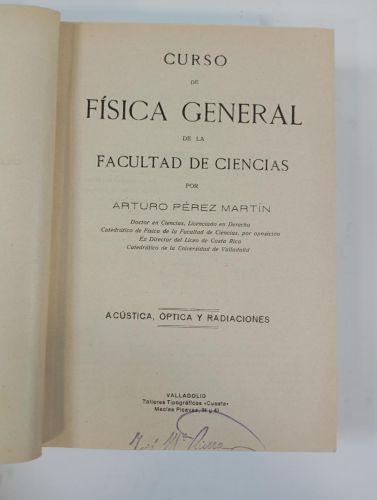 CURSO
DE
FÍSICA GENERAL
DE LA
FACULTAD DE CIENCIAS
POR
ARTURO PÉREZ MARTÍN
Doctor en Ciencias, Licenciado en Derecho
Catedrático de Física de la Facultad de Ciencias, por oposición
Ex Director del Liceo de Costa Rica
Catedrático de la Universidad de Valladolid
ACÚSTICA, ÓPTICA Y RADIACIONES
VALLADOLID
Talleres Tipográficos «Cuesta»
Macías Picavea, 38 y 40
José Mª